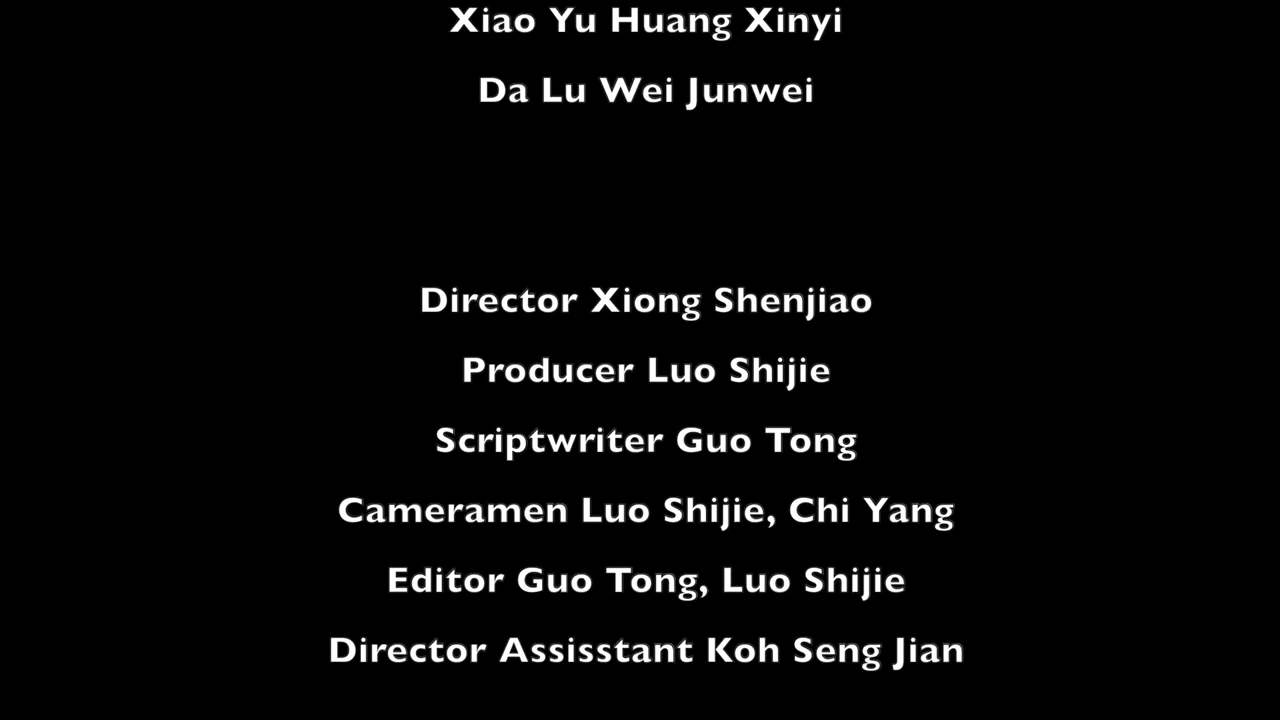 Xiao Yu Huang Xinyi
Da Lu Wei Junwei
Director Xiong Shenjiao
Producer Luo Shijie
Scriptwriter Guo Tong
Cameramen Luo Shijie, Chi Yang
Editor Guo Tong, Luo Shijie
Director Assisstant Koh Seng Jian